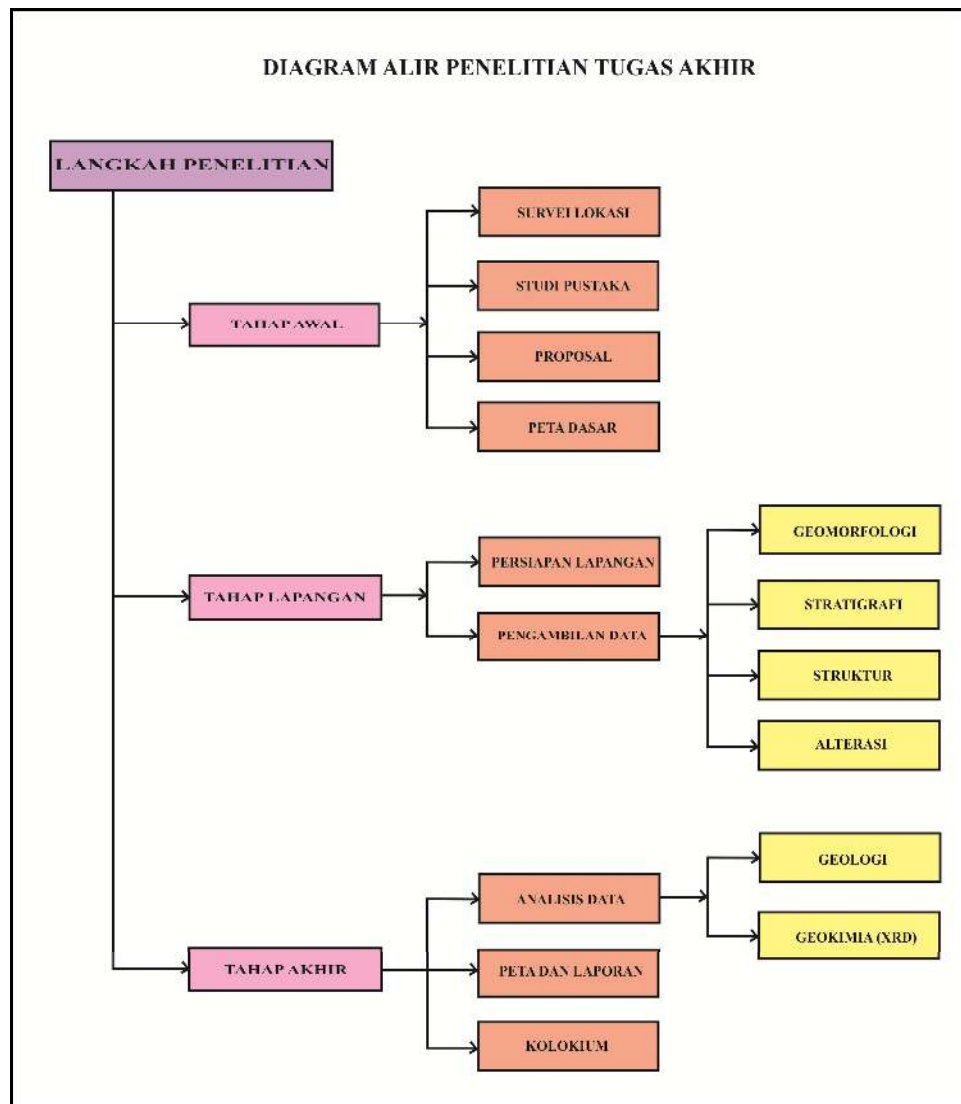 DIAGRAM ALIR PENELITIAN TUGAS AKHIR
LANGKAH PENELITIAN
TAHAP AWAL
SURVEI LOKASI
STUDI PUSTAKA
PROPOSAL
PETA DASAR
TAHAP LAPANGAN
PERSIAPAN LAPANGAN
PENGAMBILAN DATA
GEOMORFOLOGI
STRATIGRAFI
STRUKTUR
ALTERASI
TAHAP AKHIR
ANALISIS DATA
GEOLOGI
GEOKIMIA (XRD)
PETA DAN LAPORAN
KOLOKIUM